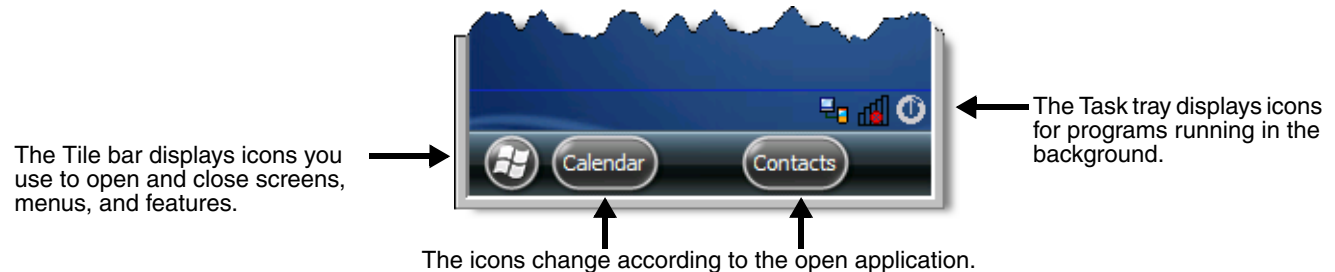 The Task tray displays icons
for programs running in the
background.
The Tile bar displays icons you
use to open and close screens,
menus, and features.
Calendar
Contacts
The icons change according to the open application.